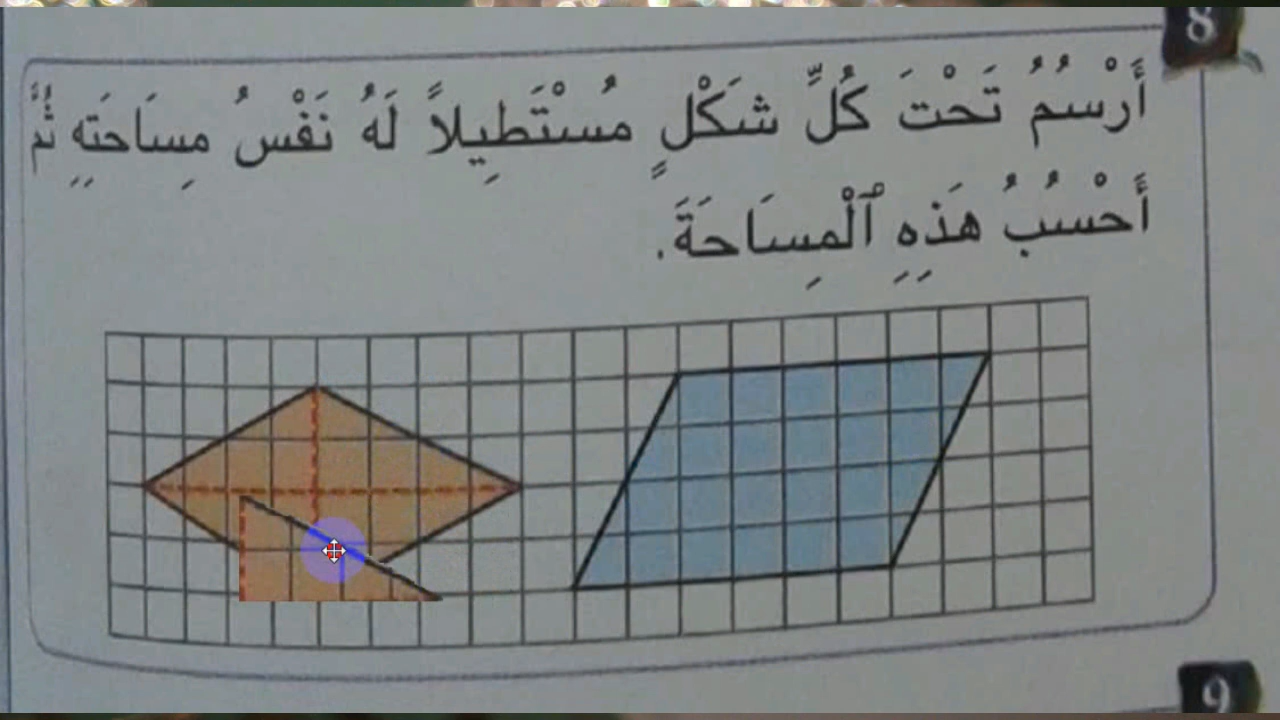 8
أَرْسُمُ تَحْتَ كُلِّ شَكْلٍ مُسْتَطِيلاً لَهُ نَفْسُ مِسَاحَتِهِ ثُمَّ
أَحْسُبُ هَذِهِ ٱلْمِسَاحَةَ.
9